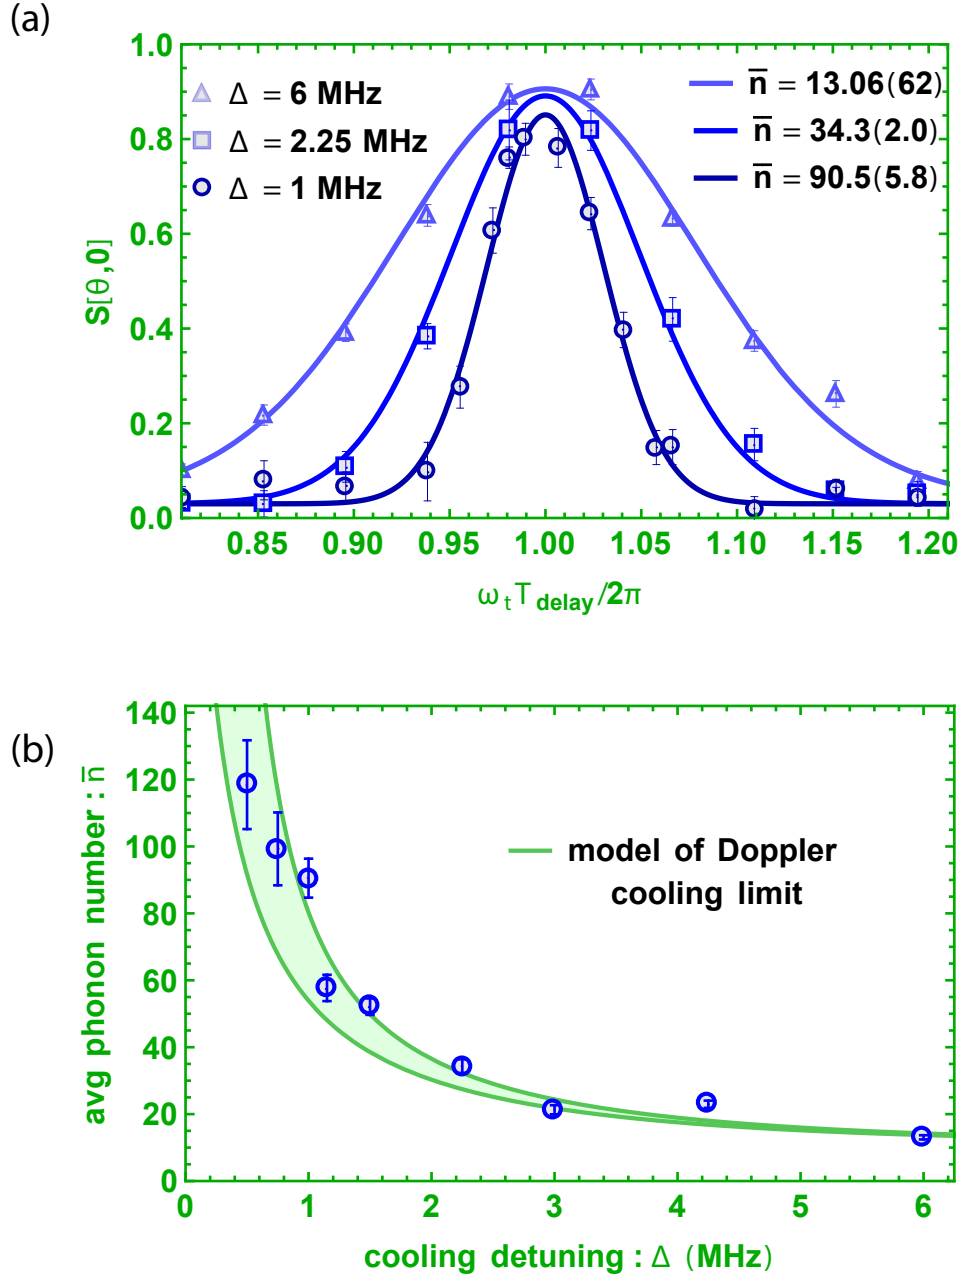 (a)
1.0
0.8
0.6
0.4
0.2
0.0
S[θ,0]
Δ = 6 MHz
Δ = 2.25 MHz
Δ = 1 MHz
n̅ = 13.06(62)
n̅ = 34.3(2.0)
n̅ = 90.5(5.8)
0.85 0.90 0.95 1.00 1.05 1.10 1.15 1.20
ω_t T_delay/2π
(b)
140
120
100
80
60
40
20
0
avg phonon number : n̅
model of Doppler
cooling limit
0 1 2 3 4 5 6
cooling detuning : Δ (MHz)